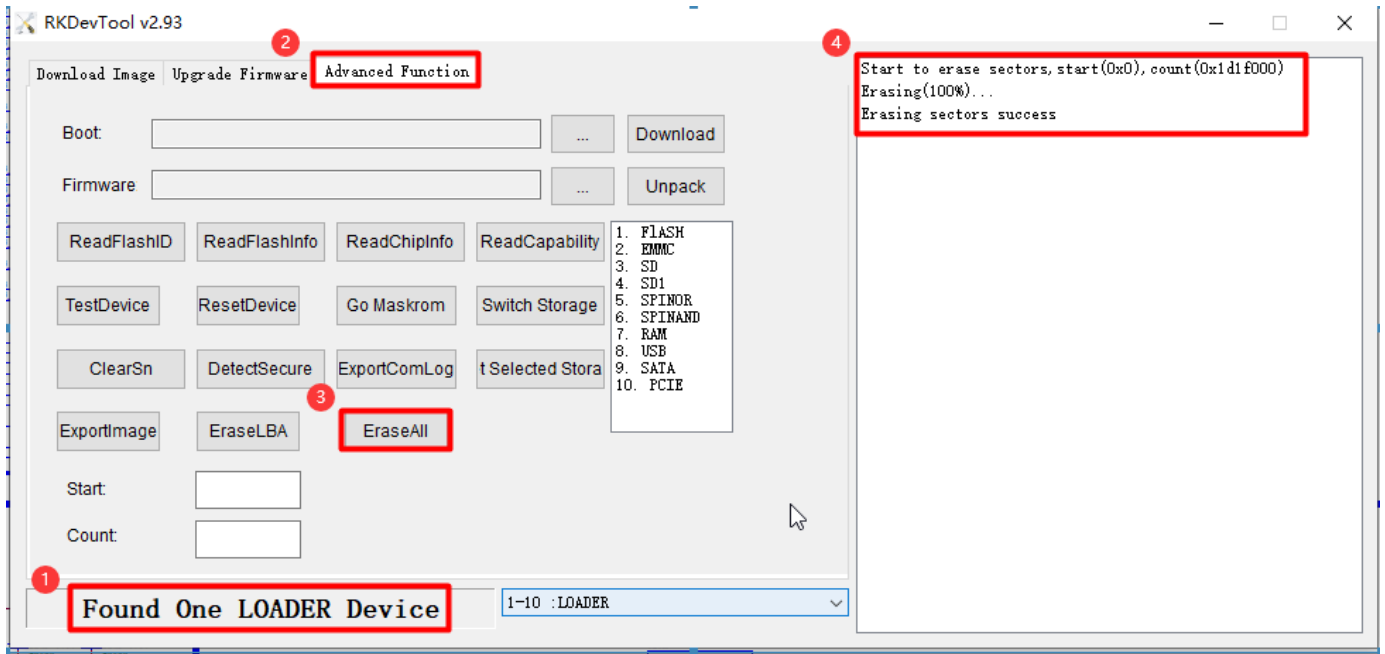 RKDevTool v2.93
2
4
Download Image
Upgrade Firmware
Advanced Function
Boot:
...
Download
Firmware
...
Unpack
ReadFlashID
ReadFlashInfo
ReadChipInfo
ReadCapability
TestDevice
ResetDevice
Go Maskrom
Switch Storage
ClearSn
DetectSecure
ExportComLog
t Selected Stora
3
ExportImage
EraseLBA
EraseAll
1. FlASH
2. EMMC
3. SD
4. SD1
5. SPINOR
6. SPINAND
7. RAM
8. USB
9. SATA
10. PCIE
Start:
Count:
1
Found One LOADER Device
1-10 :LOADER
Start to erase sectors,start(0x0),count(0x1d1f000)
Erasing(100%)...
Erasing sectors success